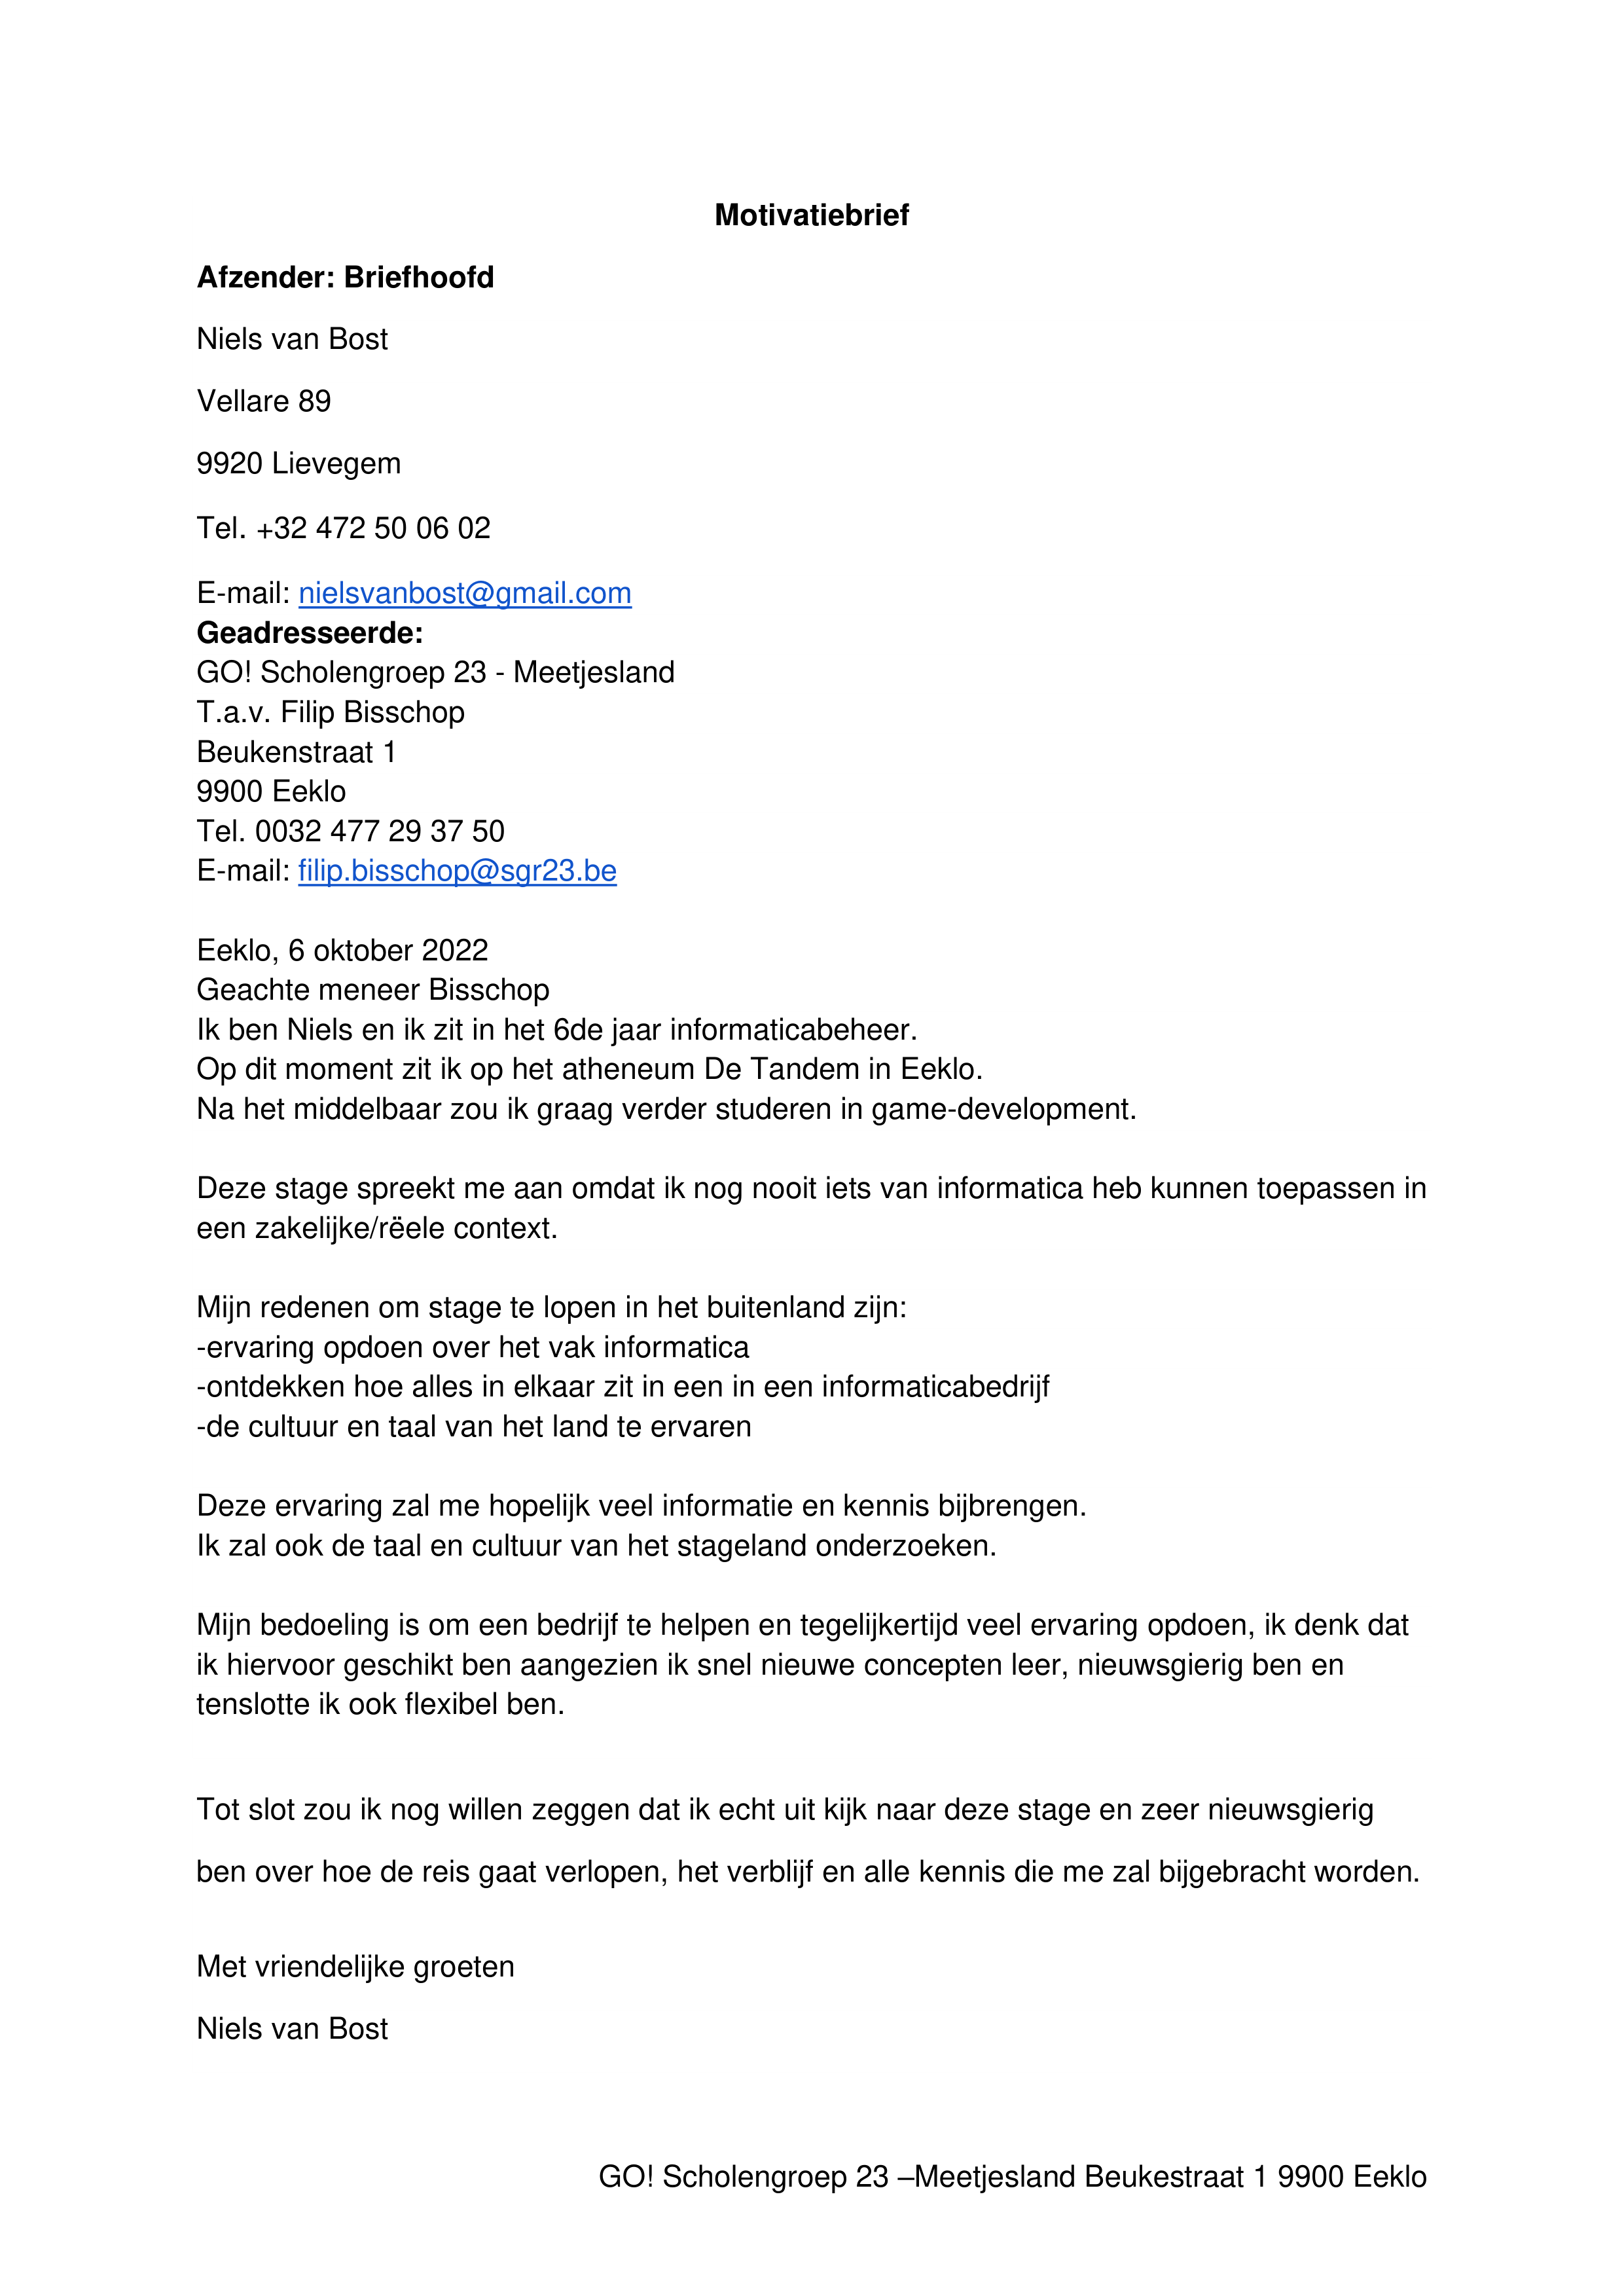 Motivatiebrief
Afzender: Briefhoofd
Niels van Bost
Vellare 89
9920 Lievegem
Tel. +32 472 50 06 02
E-mail: nielsvanbost@gmail.com
Geadresseerde:
GO! Scholengroep 23 - Meetjesland
T.a.v. Filip Bisschop
Beukenstraat 1
9900 Eeklo
Tel. 0032 477 29 37 50
E-mail: filip.bisschop@sgr23.be
Eeklo, 6 oktober 2022
Geachte meneer Bisschop
Ik ben Niels en ik zit in het 6de jaar informaticabeheer.
Op dit moment zit ik op het atheneum De Tandem in Eeklo.
Na het middelbaar zou ik graag verder studeren in game-development.
Deze stage spreekt me aan omdat ik nog nooit iets van informatica heb kunnen toepassen in
een zakelijke/rëele context.
Mijn redenen om stage te lopen in het buitenland zijn:
-ervaring opdoen over het vak informatica
-ontdekken hoe alles in elkaar zit in een in een informaticabedrijf
-de cultuur en taal van het land te ervaren
Deze ervaring zal me hopelijk veel informatie en kennis bijbrengen.
Ik zal ook de taal en cultuur van het stageland onderzoeken.
Mijn bedoeling is om een bedrijf te helpen en tegelijkertijd veel ervaring opdoen, ik denk dat
ik hiervoor geschikt ben aangezien ik snel nieuwe concepten leer, nieuwsgierig ben en
tenslotte ik ook flexibel ben.
Tot slot zou ik nog willen zeggen dat ik echt uit kijk naar deze stage en zeer nieuwsgierig
ben over hoe de reis gaat verlopen, het verblijf en alle kennis die me zal bijgebracht worden.
Met vriendelijke groeten
Niels van Bost
GO! Scholengroep 23 –Meetjesland Beukestraat 1 9900 Eeklo